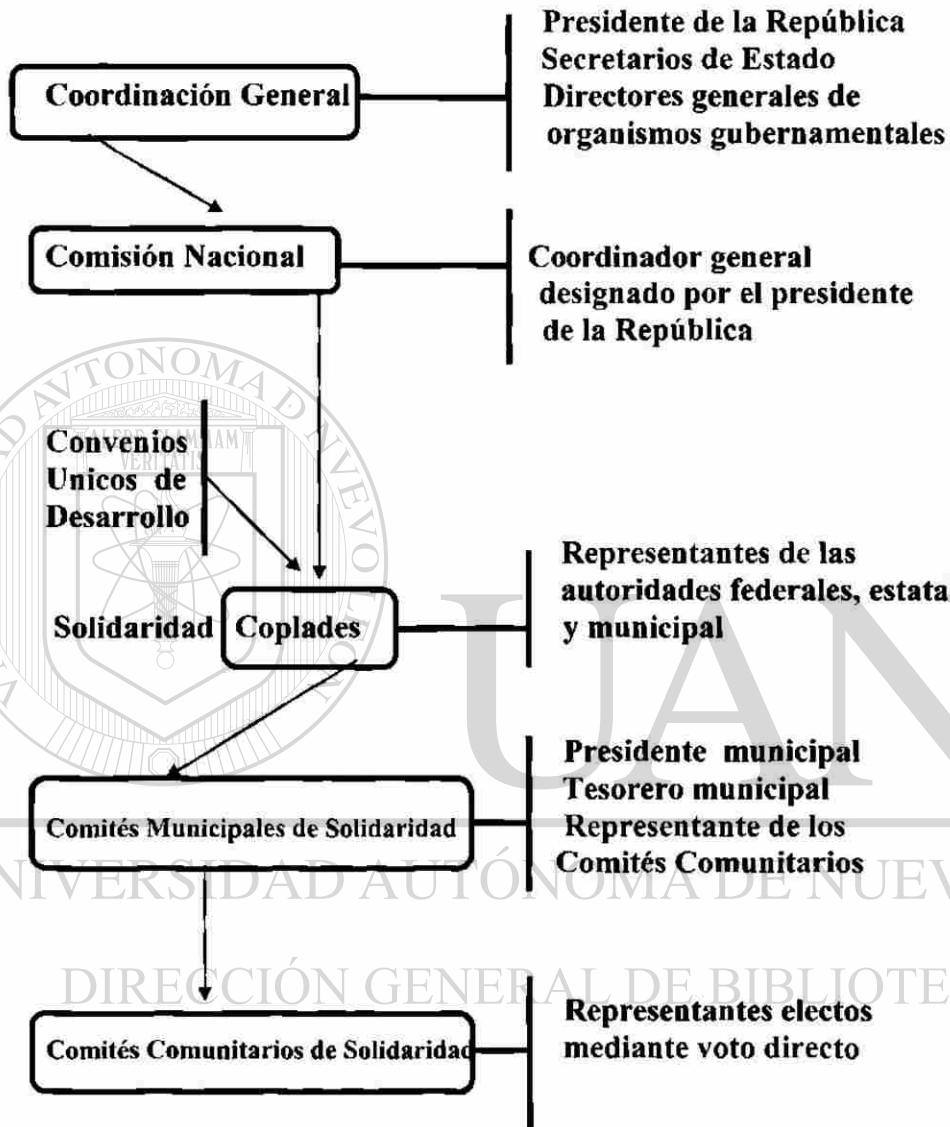 Presidente de la República
Secretarios de Estado
Coordinación General
Directores generales de
organismos gubernamentales
Comisión Nacional
Coordinador general
designado por el presidente
de la República
Convenios
Unicos de
Desarrollo
Solidaridad
Coplades
Representantes de las
autoridades federales, estata
y municipal
Comités Municipales de Solidaridad
Presidente municipal
Tesorero municipal
Representante de los
Comités Comunitarios
Comités Comunitarios de Solidaridad
Representantes electos
mediante voto directo
UAN
NIVERSIDAD AUTÓNOMA DE NUEV
DIRECCIÓN GENERAL DE BIBLIOTE